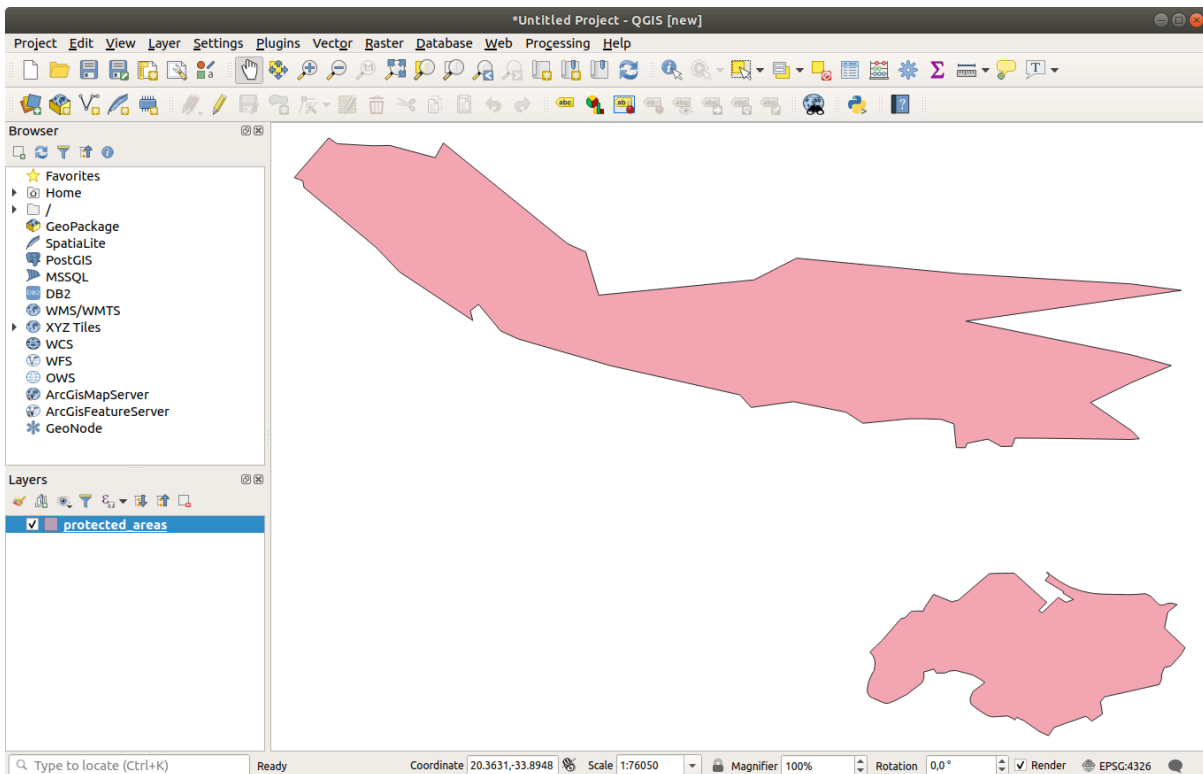 *Untitled Project - QGIS [new]
Project Edit View Layer Settings Plugins Vector Raster Database Web Processing Help
Browser
Favorites
Home
/
GeoPackage
SpatiaLite
PostGIS
MSSQL
DB2
WMS/WMTS
XYZ Tiles
WCS
WFS
OWS
ArcGisMapServer
ArcGisFeatureServer
GeoNode
Layers
protected_areas
Type to locate (Ctrl+K) Ready Coordinate 20.3631,-33.8948 Scale 1:76050 Magnifier 100% Rotation 0,0 ° Render EPSG:4326